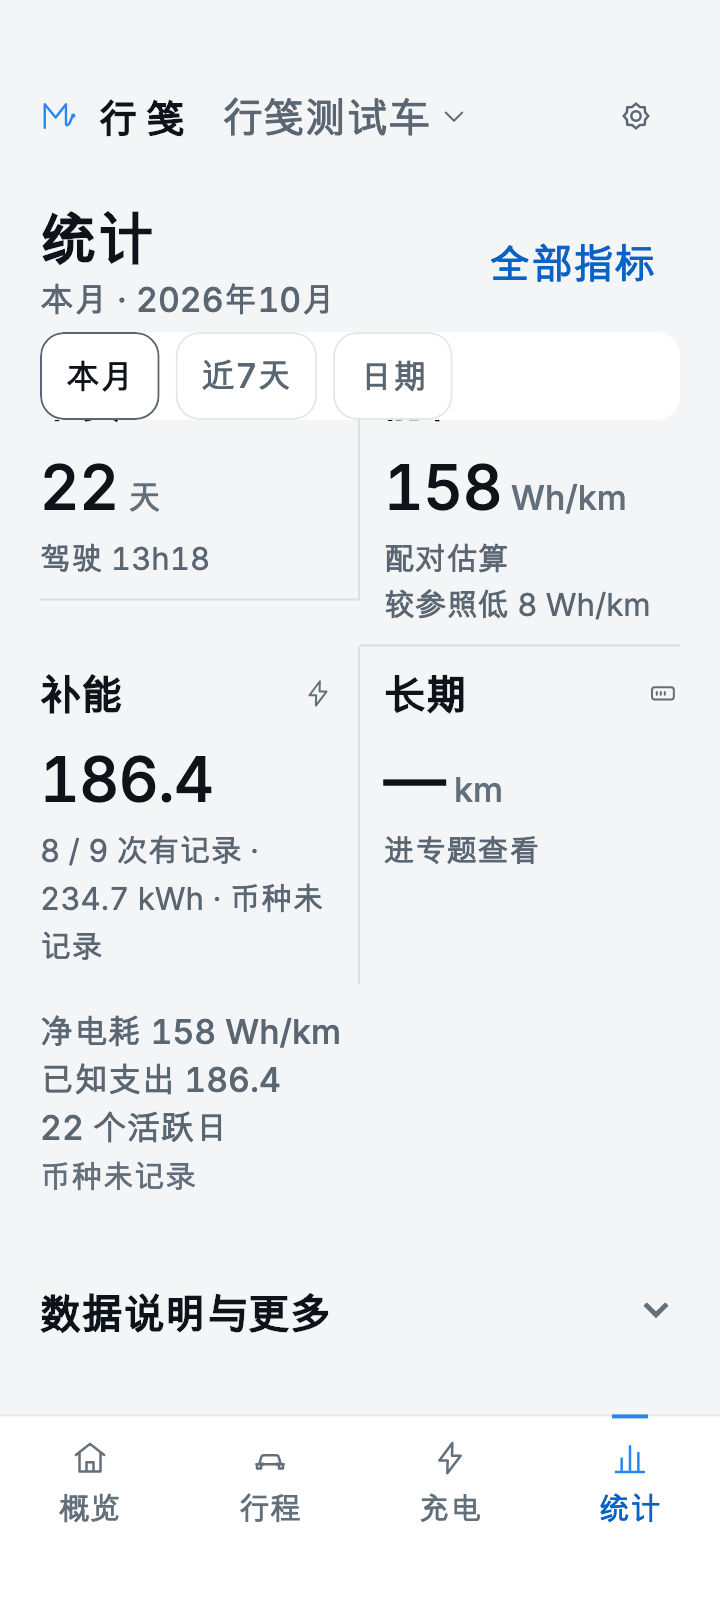 行笺 行笺测试车
统计
全部指标
本月 · 2026年10月
本月 近7天 日期
22 天
158 Wh/km
驾驶 13h18
配对估算
较参照低 8 Wh/km
补能
长期
186.4
— km
8 / 9 次有记录 ·
234.7 kWh · 币种未
记录
进专题查看
净电耗 158 Wh/km
已知支出 186.4
22 个活跃日
币种未记录
数据说明与更多
概览 行程 充电 统计